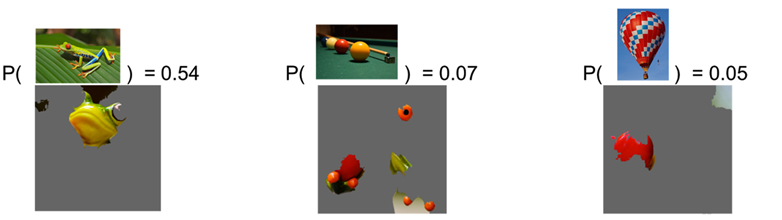 P( ) = 0.54
P( ) = 0.07
P( ) = 0.05